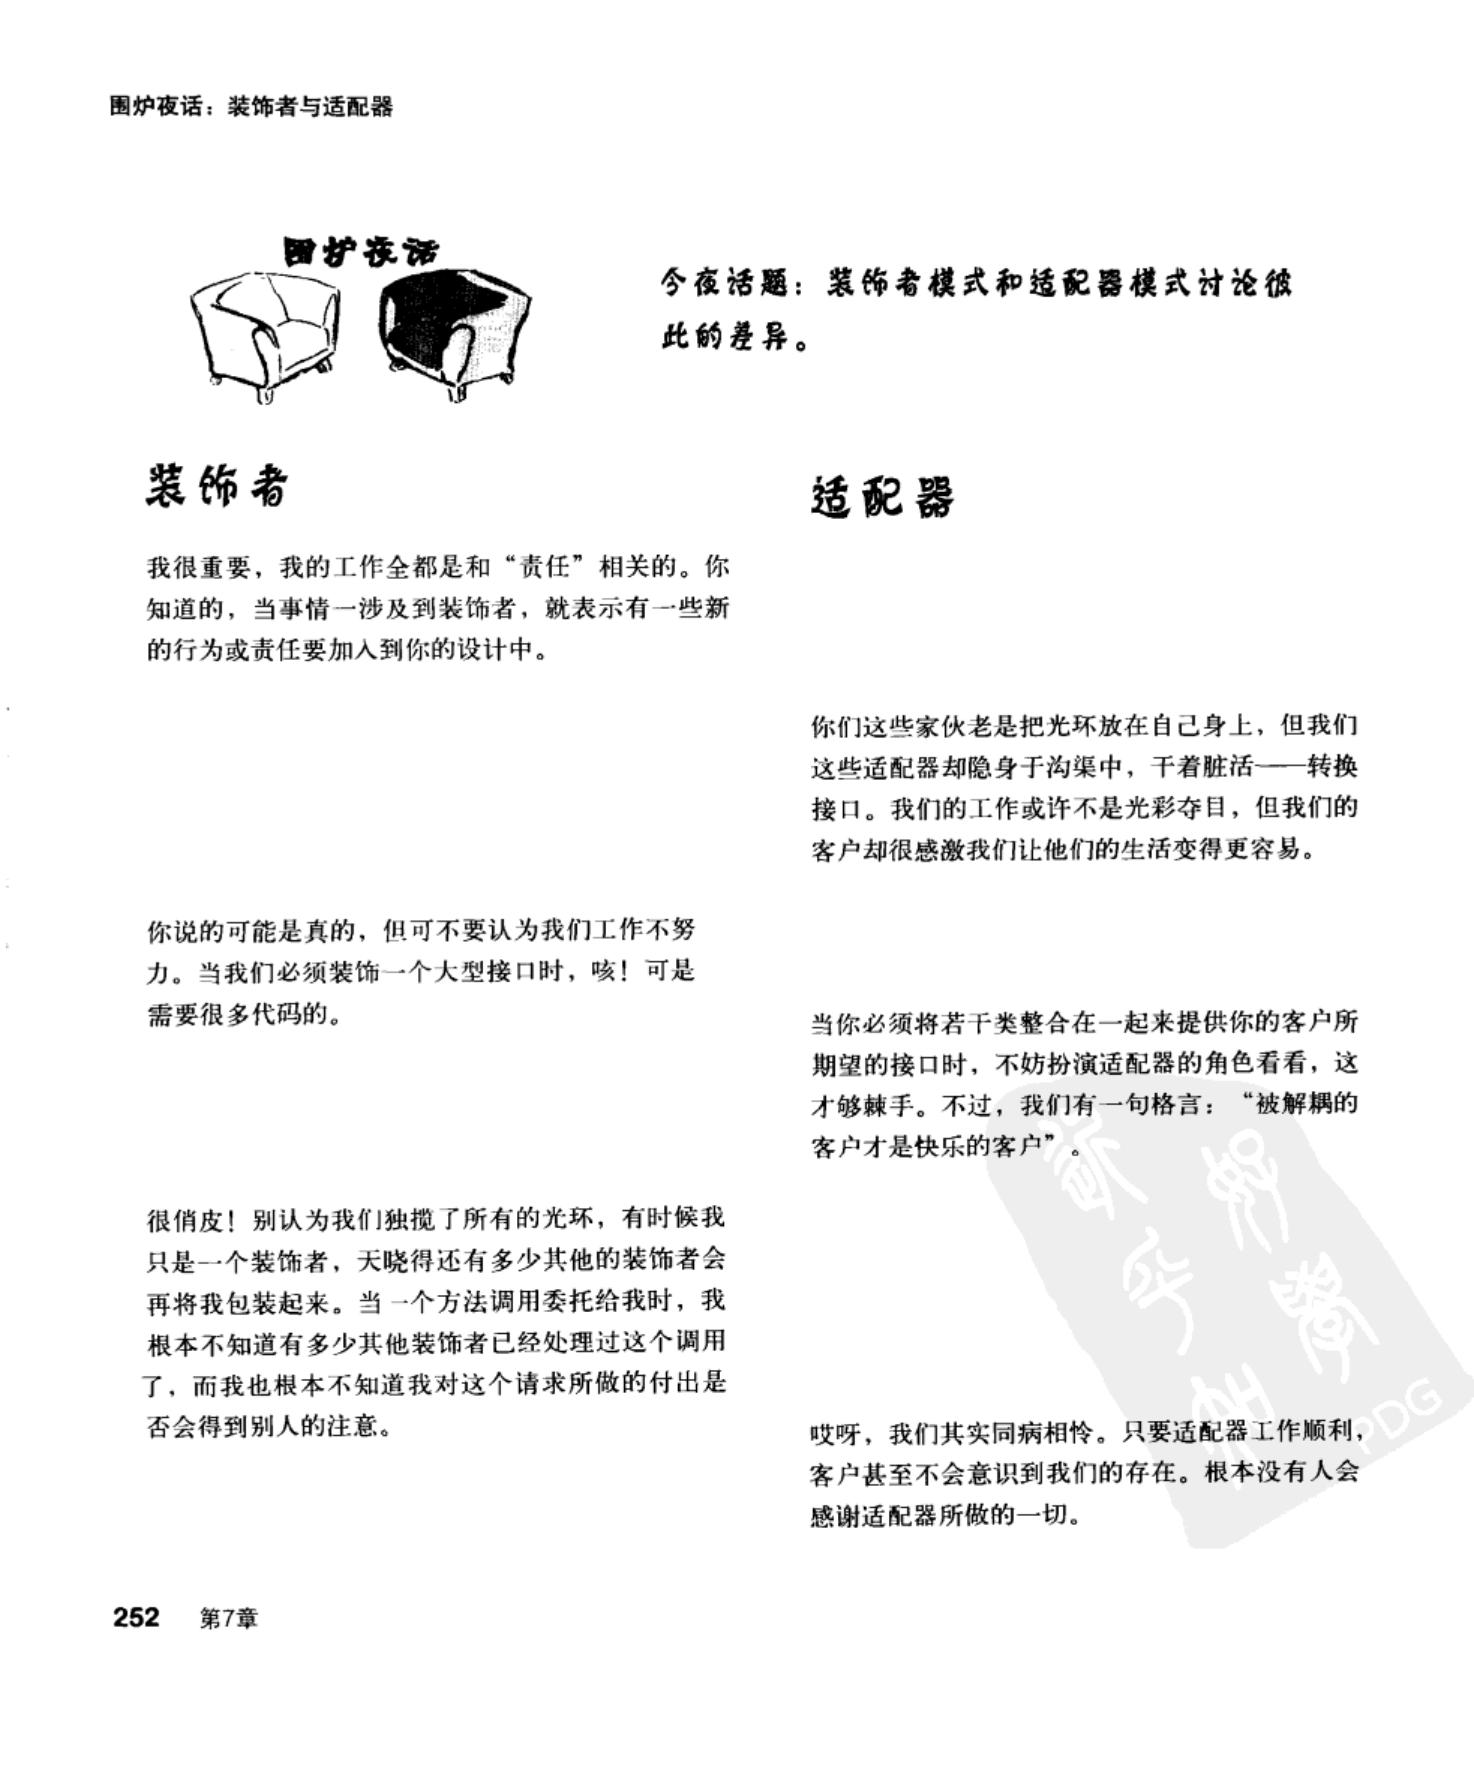 围炉夜话：装饰者与适配器
围炉夜话
今夜话题：装饰者模式和适配器模式讨论彼
此的差异。
装饰者
我很重要，我的工作全都是和“责任”相关的。你
知道的，当事情一涉及到装饰者，就表示有一些新
的行为或责任要加入到你的设计中。
适配器
你们这些家伙老是把光环放在自己身上，但我们
这些适配器却隐身于沟渠中，干着脏活——转换
接口。我们的工作或许不是光彩夺目，但我们的
客户却很感激我们让他们的生活变得更容易。
你说的可能是真的，但可不要认为我们工作不努
力。当我们必须装饰一个大型接口时，咳！可是
需要很多代码的。
当你必须将若干类整合在一起来提供你的客户所
期望的接口时，不妨扮演适配器的角色看看，这
才够棘手。不过，我们有一句格言：“被解耦的
客户才是快乐的客户”。
很俏皮！别认为我们独揽了所有的光环，有时候我
只是一个装饰者，天晓得还有多少其他的装饰者会
再将我包装起来。当一个方法调用委托给我时，我
根本不知道有多少其他装饰者已经处理过这个调用
了，而我也根本不知道我对这个请求所做的付出是
否会得到别人的注意。
哎呀，我们其实同病相怜。只要适配器工作顺利，
客户甚至不会意识到我们的存在。根本没有人会
感谢适配器所做的一切。
PDG
252 第7章